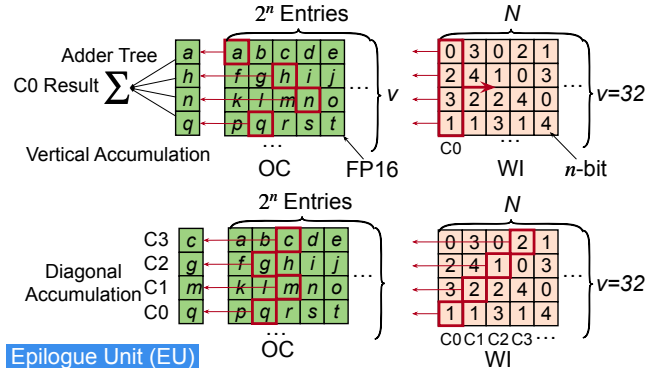 2ⁿ Entries
N
Adder Tree
C0 Result Σ
a
h
n
q
a b c d e
f g h i j
k l m n o
p q r s t
...
...
v
0 3 0 2 1
2 4 1 0 3
3 2 2 4 0
1 1 3 1 4
...
...
v=32
C0
Vertical Accumulation
OC
FP16
WI
n-bit
2ⁿ Entries
N
C3 c
C2 g
C1 m
C0 q
Diagonal
Accumulation
a b c d e
f g h i j
k l m n o
p q r s t
...
...
v
0 3 0 2 1
2 4 1 0 3
3 2 2 4 0
1 1 3 1 4
...
v=32
C0 C1 C2 C3 ...
OC
WI
Epilogue Unit (EU)